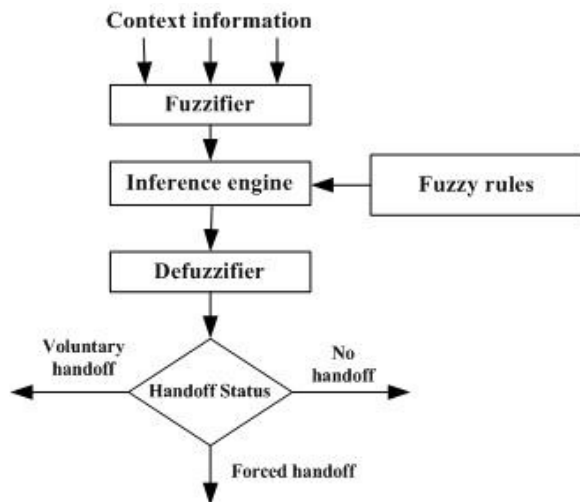 Context information
Fuzzifier
Inference engine
Fuzzy rules
Defuzzifier
Voluntary
handoff
No
handoff
Handoff Status
Forced handoff